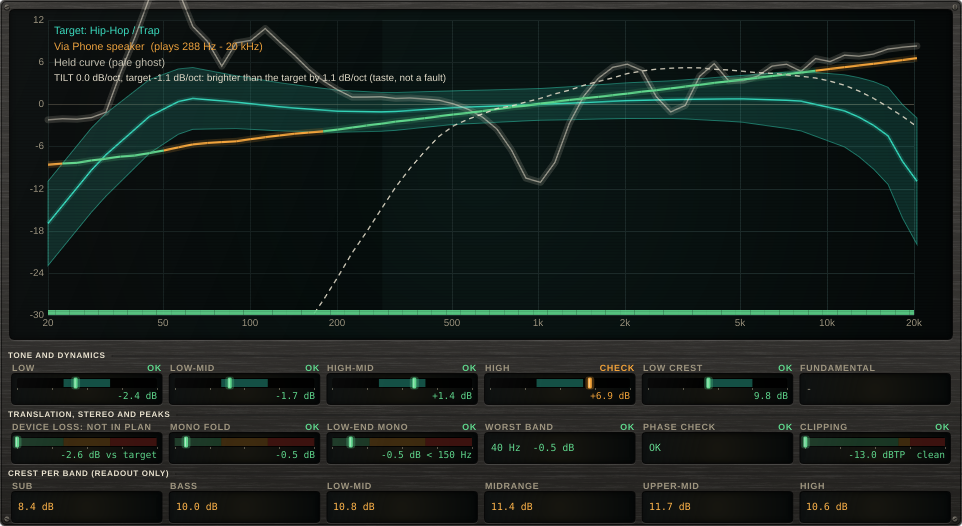 12
6
0
-6
-12
-18
-24
-30
Target: Hip-Hop / Trap
Via Phone speaker  (plays 288 Hz - 20 kHz)
Held curve (pale ghost)
TILT 0.0 dB/oct, target -1.1 dB/oct: brighter than the target by 1.1 dB/oct (taste, not a fault)
20 50 100 200 500 1k 2k 5k 10k 20k
TONE AND DYNAMICS
LOW OK LOW-MID OK HIGH-MID OK HIGH CHECK LOW CREST OK FUNDAMENTAL
-2.4 dB -1.7 dB +1.4 dB +6.9 dB 9.8 dB -
TRANSLATION, STEREO AND PEAKS
DEVICE LOSS: NOT IN PLAN MONO FOLD OK LOW-END MONO OK WORST BAND OK PHASE CHECK OK CLIPPING OK
-2.6 dB vs target -0.5 dB -0.5 dB < 150 Hz 40 Hz  -0.5 dB OK -13.0 dBTP  clean
CREST PER BAND (READOUT ONLY)
SUB BASS LOW-MID MIDRANGE UPPER-MID HIGH
8.4 dB 10.0 dB 10.8 dB 11.4 dB 11.7 dB 10.6 dB